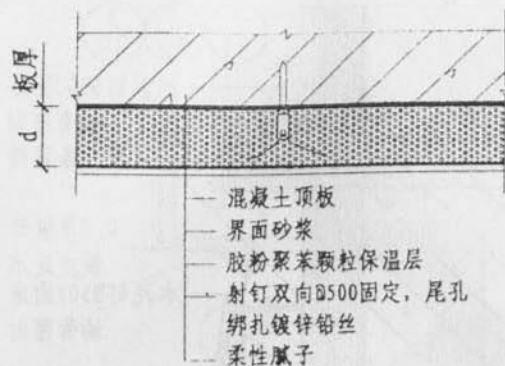 板厚
d
混凝土顶板
界面砂浆
胶粉聚苯颗粒保温层
射钉双向@500固定，尾孔
绑扎镀锌铅丝
柔性腻子